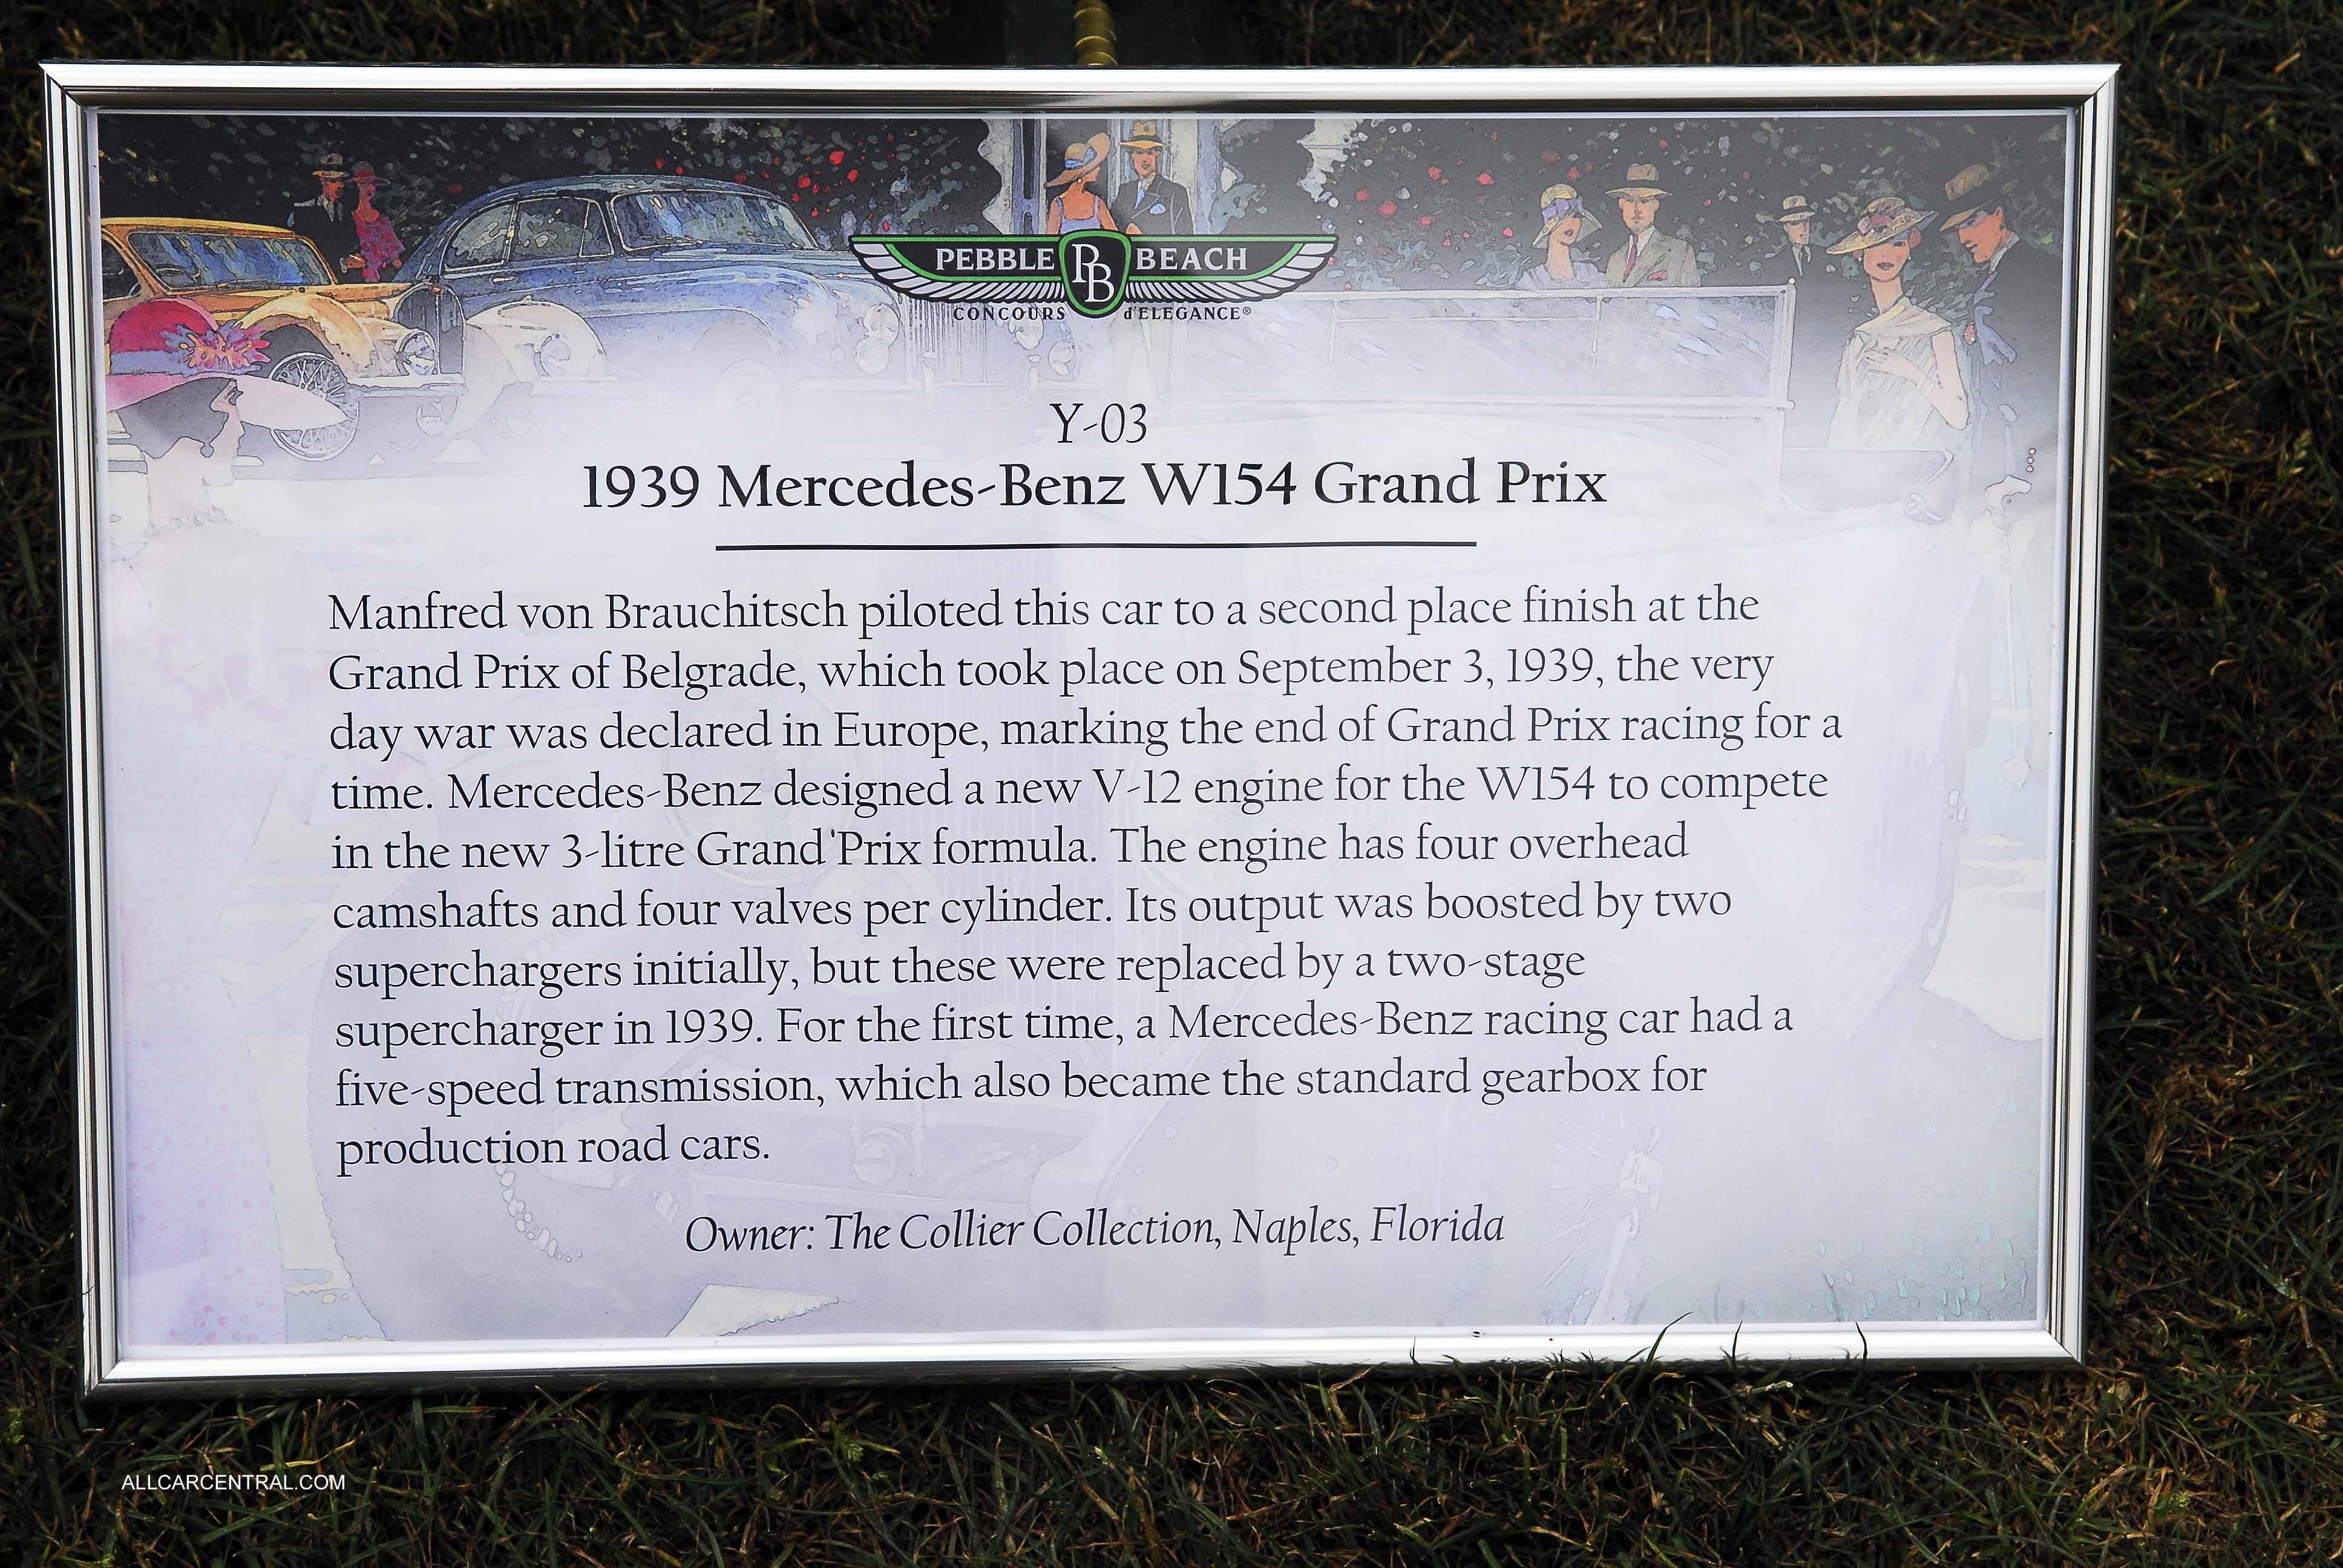 PEBBLE PB BEACH
CONCOURS d'ELEGANCE®
Y-03
1939 Mercedes-Benz W154 Grand Prix
Manfred von Brauchitsch piloted this car to a second place finish at the
Grand Prix of Belgrade, which took place on September 3, 1939, the very
day war was declared in Europe, marking the end of Grand Prix racing for a
time. Mercedes-Benz designed a new V-12 engine for the W154 to compete
in the new 3-litre Grand Prix formula. The engine has four overhead
camshafts and four valves per cylinder. Its output was boosted by two
superchargers initially, but these were replaced by a two-stage
supercharger in 1939. For the first time, a Mercedes-Benz racing car had a
five-speed transmission, which also became the standard gearbox for
production road cars.
Owner: The Collier Collection, Naples, Florida
ALLCARCENTRAL.COM